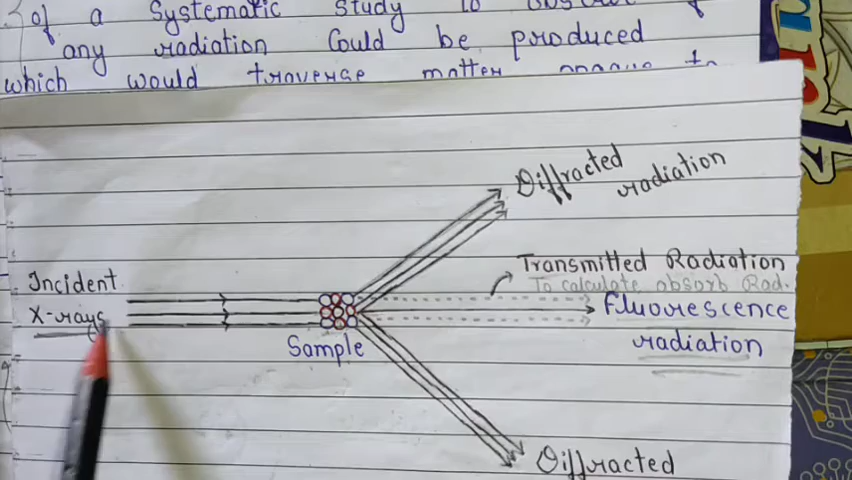 of a systematic study to
any radiation could be produced
which would traverse matter
Diffracted
radiation
Incident
X-rays
Transmitted Radiation
To calculate absorb Rad.
Fluorescence
radiation
Sample
Diffracted